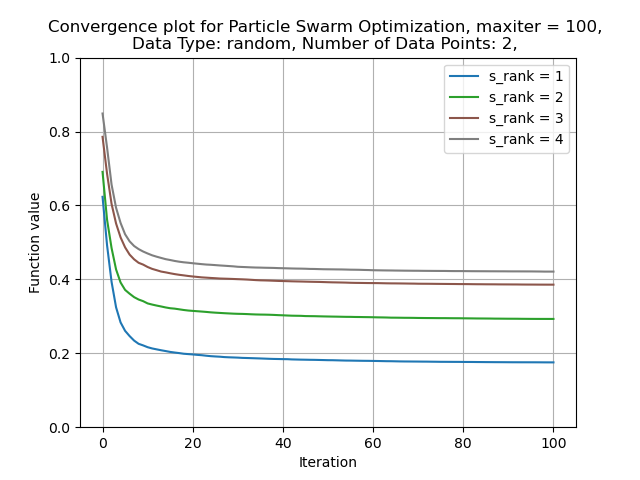 Convergence plot for Particle Swarm Optimization, maxiter = 100,
Data Type: random, Number of Data Points: 2,
1.0
0.8
0.6
0.4
0.2
0.0
Function value
s_rank = 1
s_rank = 2
s_rank = 3
s_rank = 4
0 20 40 60 80 100
Iteration